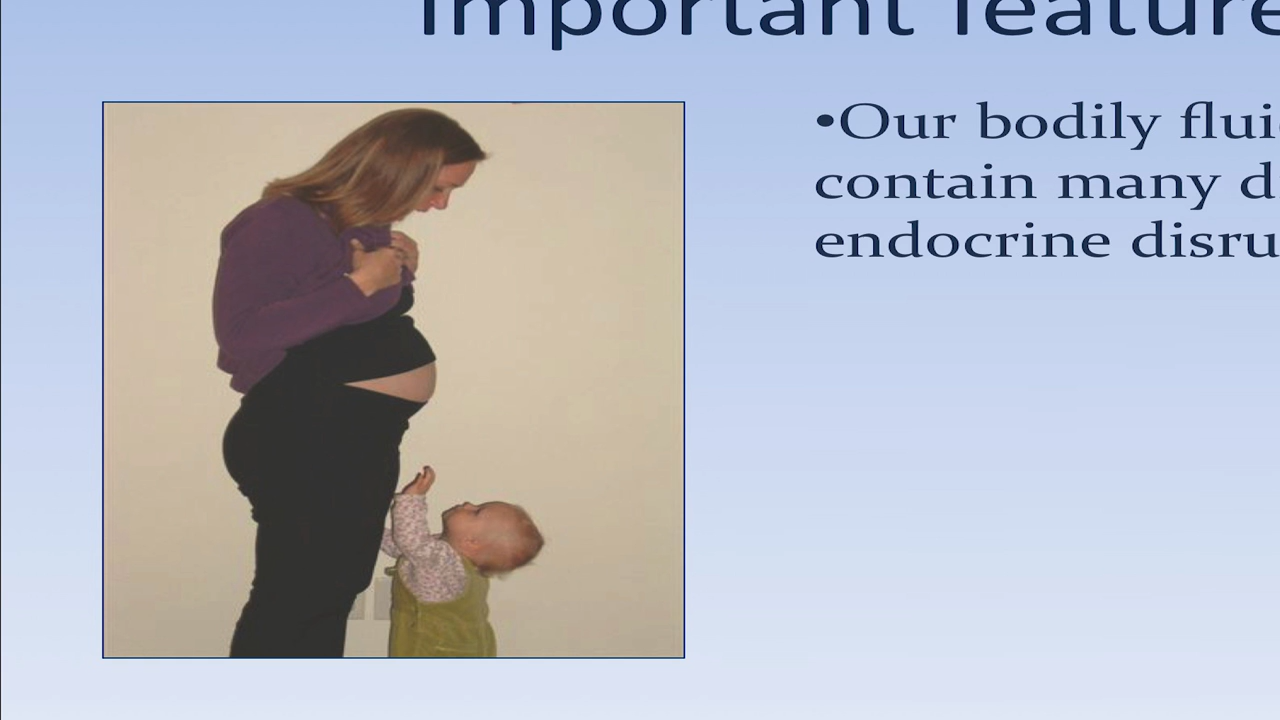 Important feature
•Our bodily flui
contain many d
endocrine disru